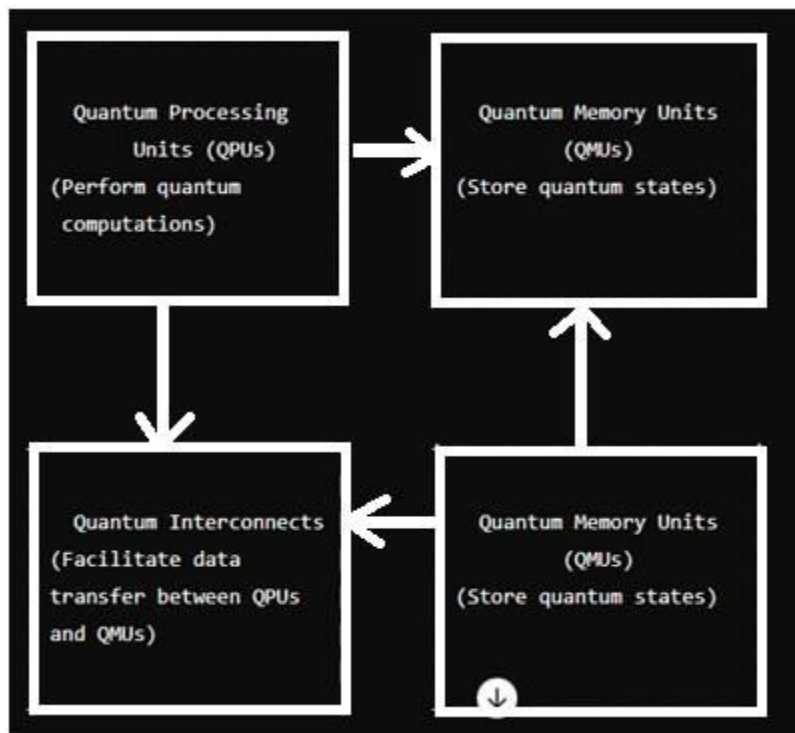 Quantum Processing
Units (QPUs)
(Perform quantum
computations)
Quantum Memory Units
(QMUs)
(Store quantum states)
Quantum Interconnects
(Facilitate data
transfer between QPUs
and QMUs)
Quantum Memory Units
(QMUs)
(Store quantum states)